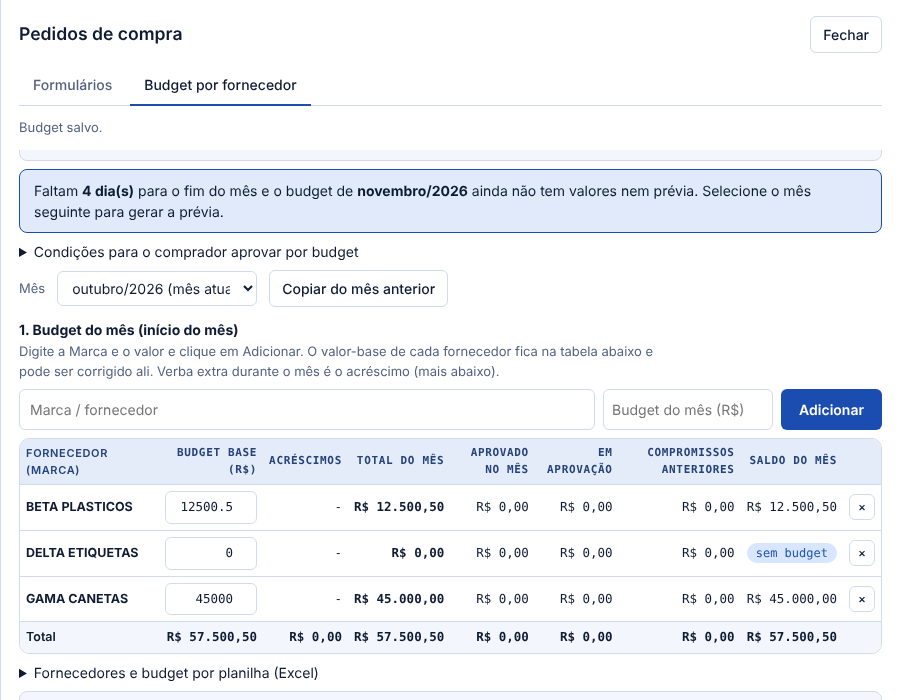 Pedidos de compra
Fechar
Formulários
Budget por fornecedor
Budget salvo.
Faltam 4 dia(s) para o fim do mês e o budget de novembro/2026 ainda não tem valores nem prévia. Selecione o mês
seguinte para gerar a prévia.
Condições para o comprador aprovar por budget
Mês
outubro/2026 (mês atua
Copiar do mês anterior
1. Budget do mês (início do mês)
Digite a Marca e o valor e clique em Adicionar. O valor-base de cada fornecedor fica na tabela abaixo e
pode ser corrigido ali. Verba extra durante o mês é o acréscimo (mais abaixo).
Marca / fornecedor
Budget do mês (R$)
Adicionar
FORNECEDOR (MARCA) BUDGET BASE (R$) ACRÉSCIMOS TOTAL DO MÊS APROVADO NO MÊS EM APROVAÇÃO COMPROMISSOS ANTERIORES SALDO DO MÊS
BETA PLASTICOS 12500.5 - R$ 12.500,50 R$ 0,00 R$ 0,00 R$ 0,00 R$ 12.500,50 ×
DELTA ETIQUETAS 0 - R$ 0,00 R$ 0,00 R$ 0,00 R$ 0,00 sem budget ×
GAMA CANETAS 45000 - R$ 45.000,00 R$ 0,00 R$ 0,00 R$ 0,00 R$ 45.000,00 ×
Total R$ 57.500,50 R$ 0,00 R$ 57.500,50 R$ 0,00 R$ 0,00 R$ 0,00 R$ 57.500,50
Fornecedores e budget por planilha (Excel)